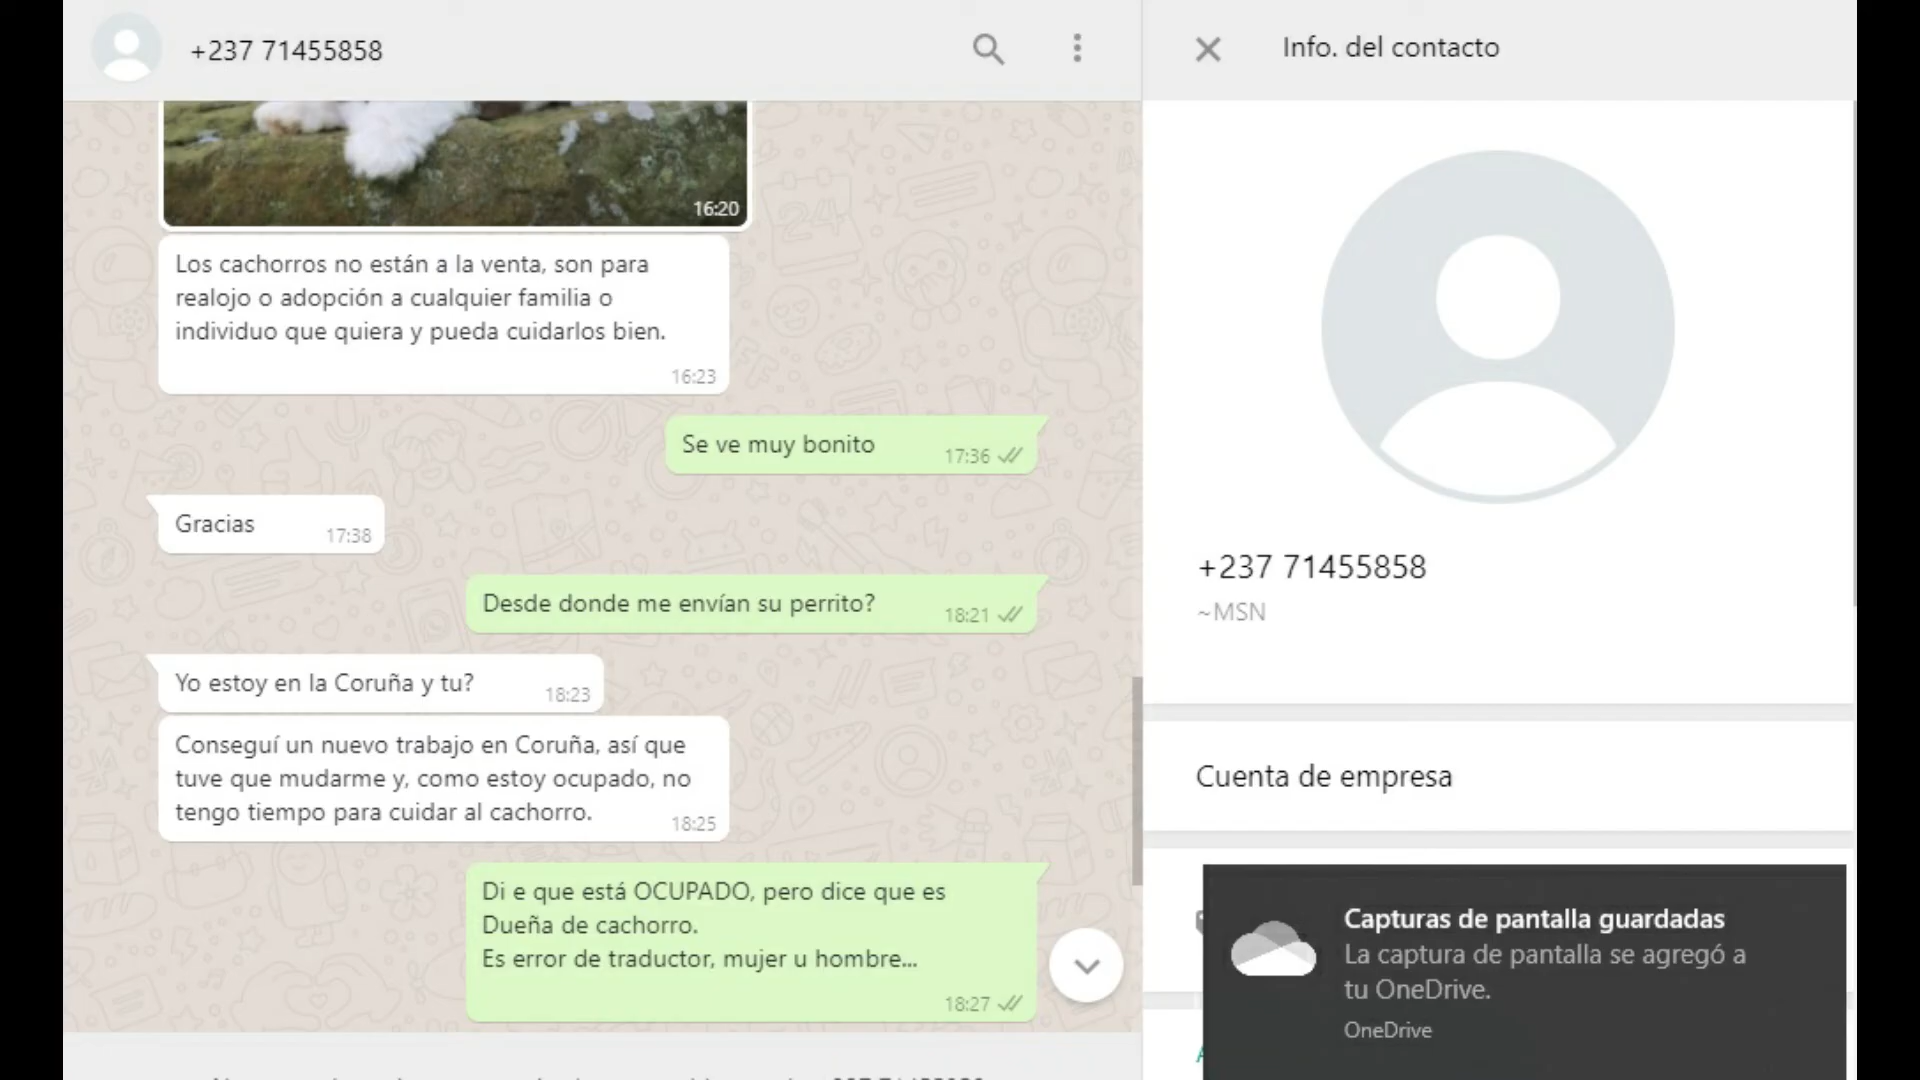 +237 71455858
16:20
Los cachorros no están a la venta, son para
realojo o adopción a cualquier familia o
individuo que quiera y pueda cuidarlos bien.
16:23
Se ve muy bonito
17:36
Gracias
17:38
Desde donde me envían su perrito?
18:21
Yo estoy en la Coruña y tu?
18:23
Conseguí un nuevo trabajo en Coruña, así que
tuve que mudarme y, como estoy ocupado, no
tengo tiempo para cuidar al cachorro.
18:25
Di e que está OCUPADO, pero dice que es
Dueña de cachorro.
Es error de traductor, mujer u hombre...
18:27
Info. del contacto
+237 71455858
~MSN
Cuenta de empresa
Capturas de pantalla guardadas
La captura de pantalla se agregó a
tu OneDrive.
OneDrive